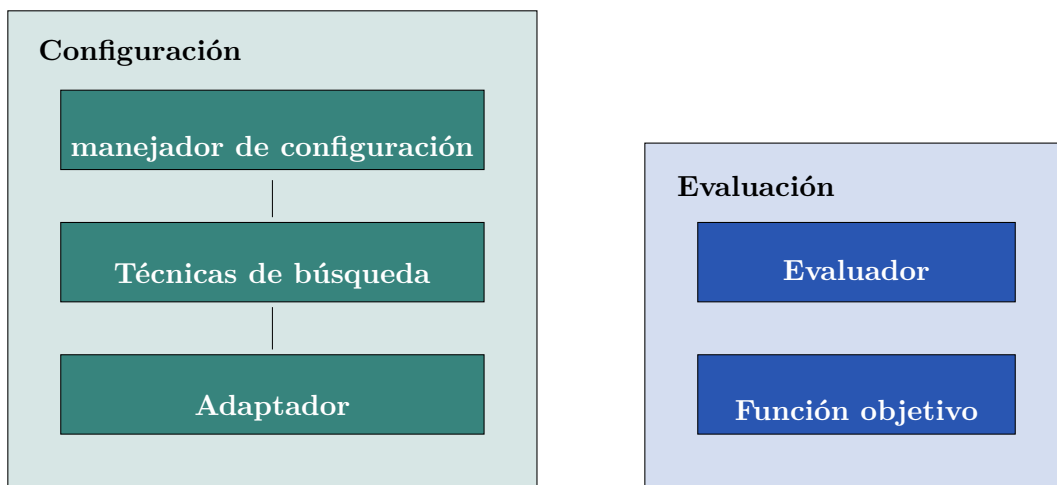 Configuración
manejador de configuración
Técnicas de búsqueda
Adaptador
Evaluación
Evaluador
Función objetivo